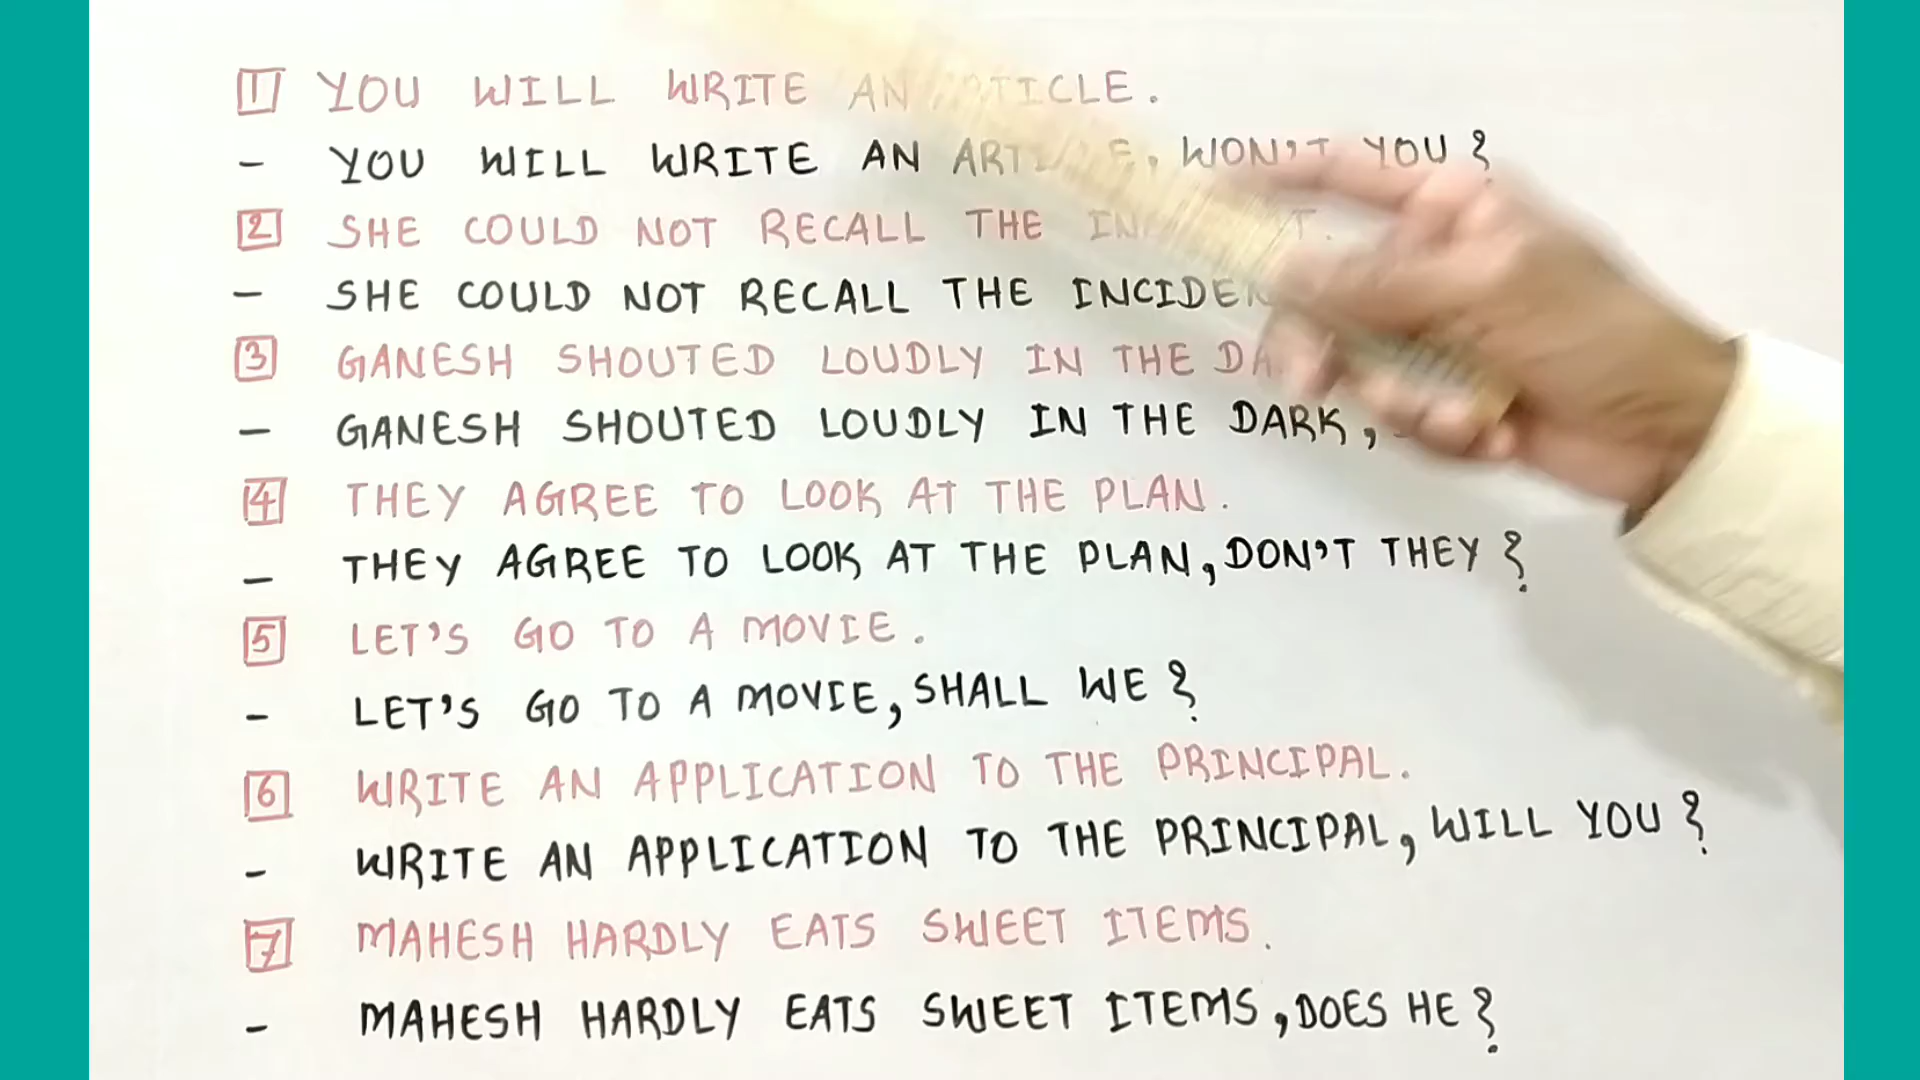 1 YOU WILL WRITE AN ARTICLE.
- YOU WILL WRITE AN ARTICLE, WON'T YOU?
2 SHE COULD NOT RECALL THE
- SHE COULD NOT RECALL THE
3 GANESH SHOUTED LOUDLY IN THE
- GANESH SHOUTED LOUDLY IN THE DARK,
4 THEY AGREE TO LOOK AT THE PLAN.
- THEY AGREE TO LOOK AT THE PLAN, DON'T THEY?
5 LET'S GO TO A MOVIE.
- LET'S GO TO A MOVIE, SHALL WE?
6 WRITE AN APPLICATION TO THE PRINCIPAL.
- WRITE AN APPLICATION TO THE PRINCIPAL, WILL YOU?
7 MAHESH HARDLY EATS SWEET ITEMS.
- MAHESH HARDLY EATS SWEET ITEMS, DOES HE?